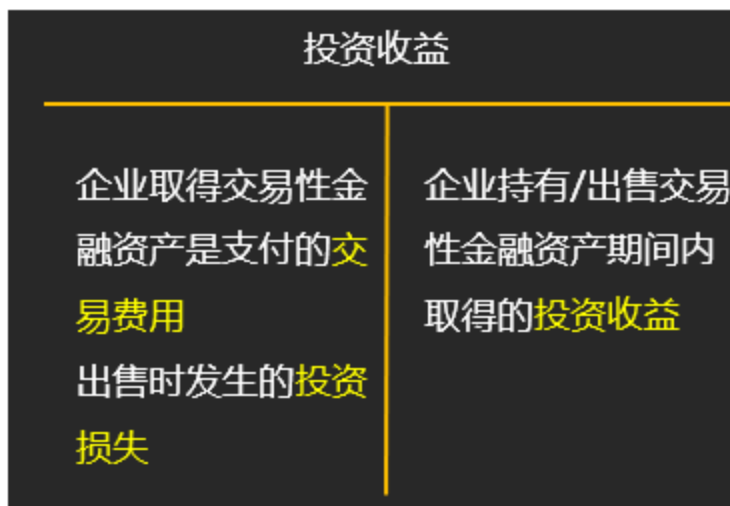 投资收益
企业取得交易性金
融资产是支付的交
易费用
出售时发生的投资
损失
企业持有/出售交易
性金融资产期间内
取得的投资收益